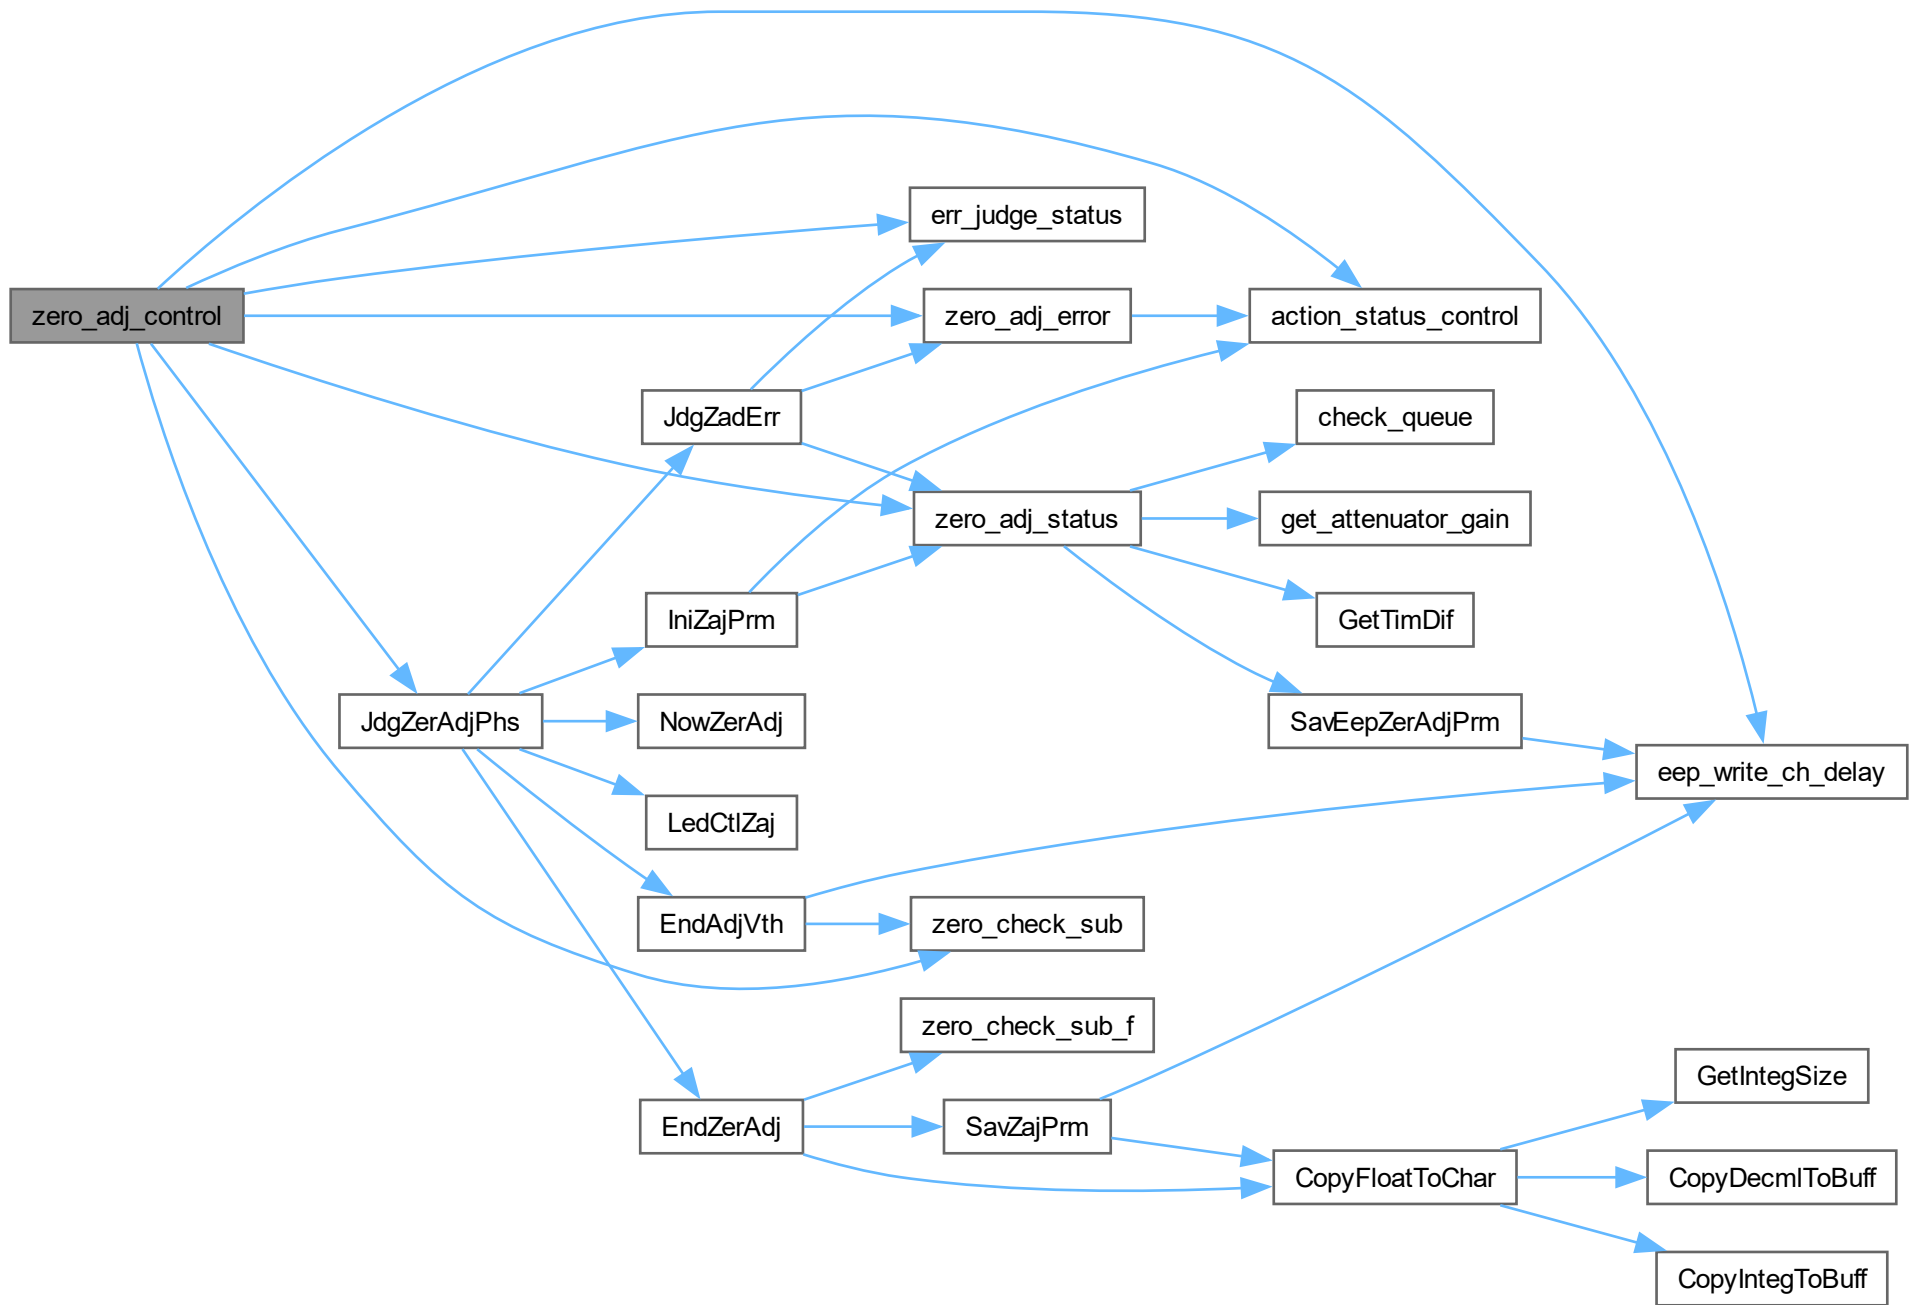 err_judge_status
zero_adj_control
zero_adj_error
action_status_control
JdgZadErr
check_queue
zero_adj_status
get_attenuator_gain
IniZajPrm
GetTimDif
JdgZerAdjPhs
NowZerAdj
SavEepZerAdjPrm
eep_write_ch_delay
LedCtlZaj
EndAdjVth
zero_check_sub
zero_check_sub_f
GetIntegSize
EndZerAdj
SavZajPrm
CopyFloatToChar
CopyDecmlToBuff
CopyIntegToBuff